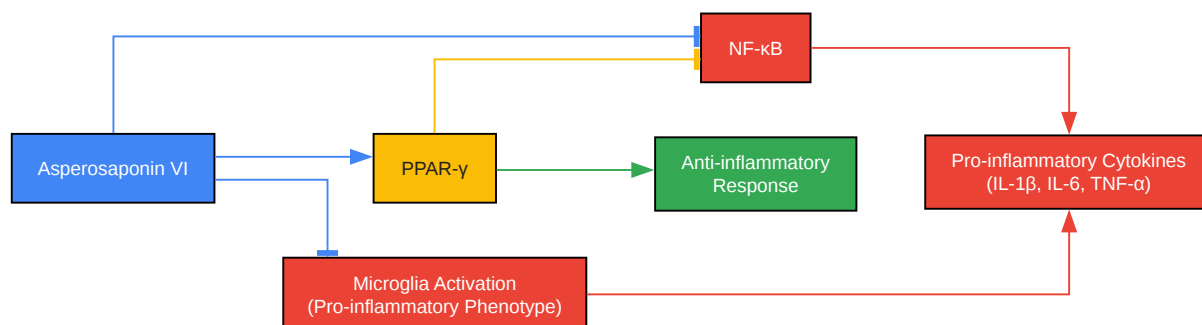 NF-κB
Asperosaponin VI
PPAR-γ
Anti-inflammatory
Response
Pro-inflammatory Cytokines
(IL-1β, IL-6, TNF-α)
Microglia Activation
(Pro-inflammatory Phenotype)